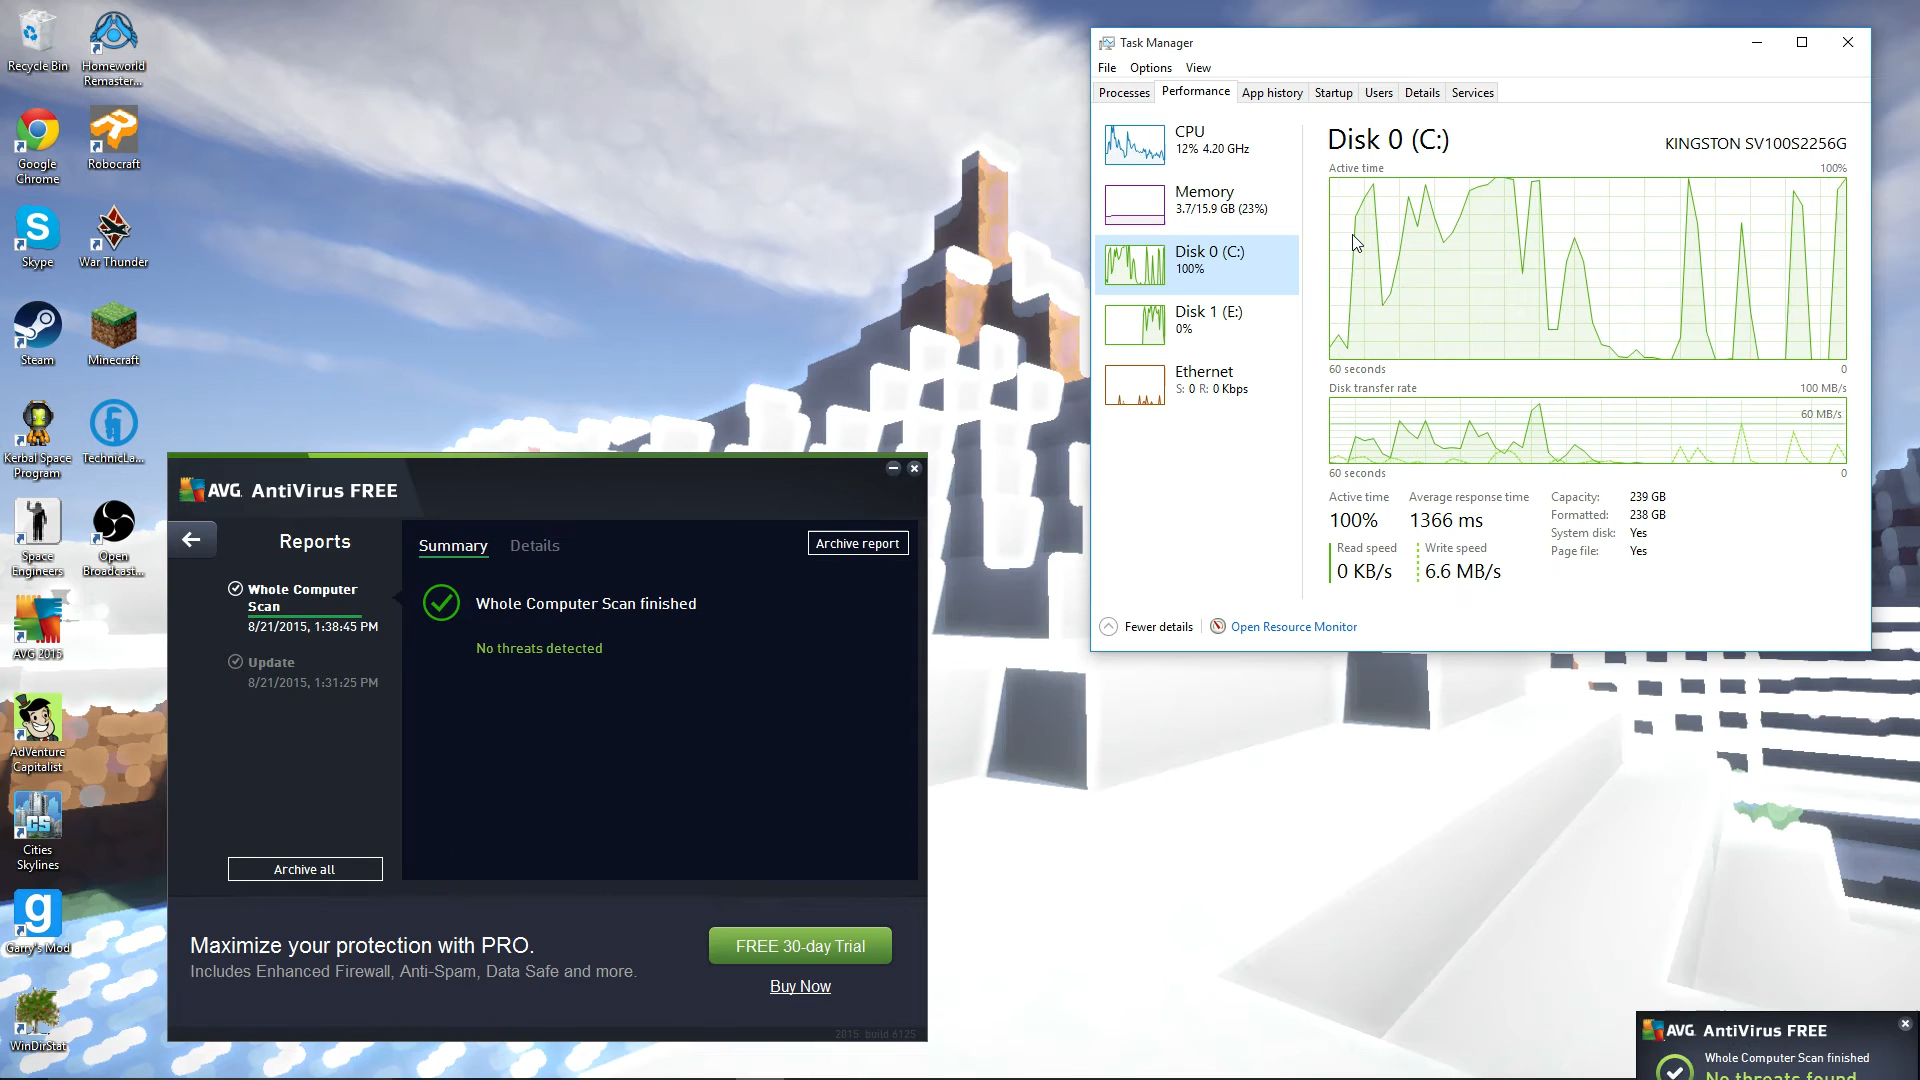 Recycle Bin
Homeworld
Remaster...
Google
Chrome
Robocraft
Skype
War Thunder
Steam
Minecraft
Kerbal Space
Program
TechnicLa...
Space
Engineers
Open
Broadcast...
AVG 2015
AdVenture
Capitalist
CS
Cities
Skylines
Garry's Mod
WinDirStat
Task Manager
File Options View
Processes Performance App history Startup Users Details Services
CPU
12% 4.20 GHz
Memory
3.7/15.9 GB (23%)
Disk 0 (C:)
100%
Disk 1 (E:)
0%
Ethernet
S: 0 R: 0 Kbps
Disk 0 (C:)
KINGSTON SV100S2256G
Active time 100%
60 seconds 0
Disk transfer rate 100 MB/s
60 MB/s
60 seconds 0
Active time Average response time
100% 1366 ms
Read speed Write speed
0 KB/s 6.6 MB/s
Capacity: 239 GB
Formatted: 238 GB
System disk: Yes
Page file: Yes
Fewer details Open Resource Monitor
AVG. AntiVirus FREE
Reports
Whole Computer
Scan
8/21/2015, 1:38:45 PM
Update
8/21/2015, 1:31:25 PM
Archive all
Summary Details
Archive report
Whole Computer Scan finished
No threats detected
Maximize your protection with PRO.
Includes Enhanced Firewall, Anti-Spam, Data Safe and more.
FREE 30-day Trial
Buy Now
2015 build 6125
AVG. AntiVirus FREE
Whole Computer Scan finished
No threats found